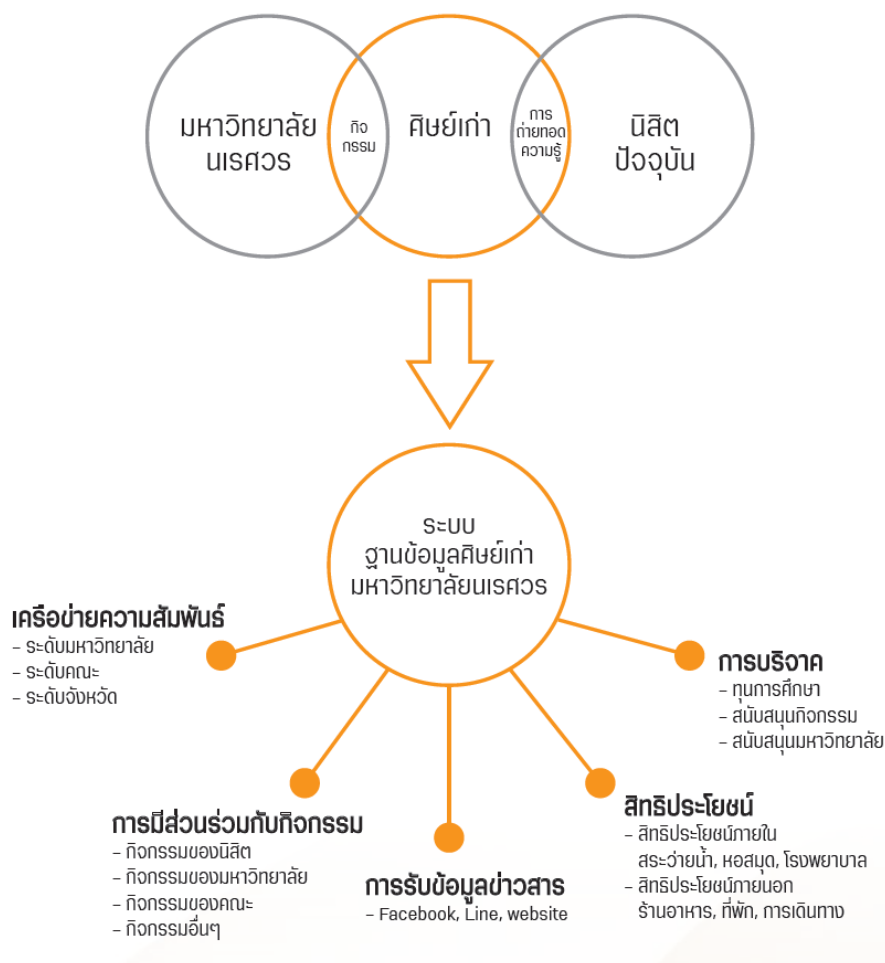 มหาวิทยาลัย
นเรศวร
กิจ
กรรม
ศิษย์เก่า
การ
ถ่ายทอด
ความรู้
นิสิต
ปัจจุบัน
ระบบ
ฐานข้อมูลศิษย์เก่า
มหาวิทยาลัยนเรศวร
เครือข่ายความสัมพันธ์
– ระดับมหาวิทยาลัย
– ระดับคณะ
– ระดับจังหวัด
การมีส่วนร่วมกับกิจกรรม
– กิจกรรมของนิสิต
– กิจกรรมของมหาวิทยาลัย
– กิจกรรมของคณะ
– กิจกรรมอื่นๆ
การรับข้อมูลข่าวสาร
– Facebook, Line, website
สิทธิประโยชน์
– สิทธิประโยชน์ภายใน
สระว่ายน้ำ, หอสมุด, โรงพยาบาล
– สิทธิประโยชน์ภายนอก
ร้านอาหาร, ที่พัก, การเดินทาง
การบริจาค
– ทุนการศึกษา
– สนับสนุนกิจกรรม
– สนับสนุนมหาวิทยาลัย